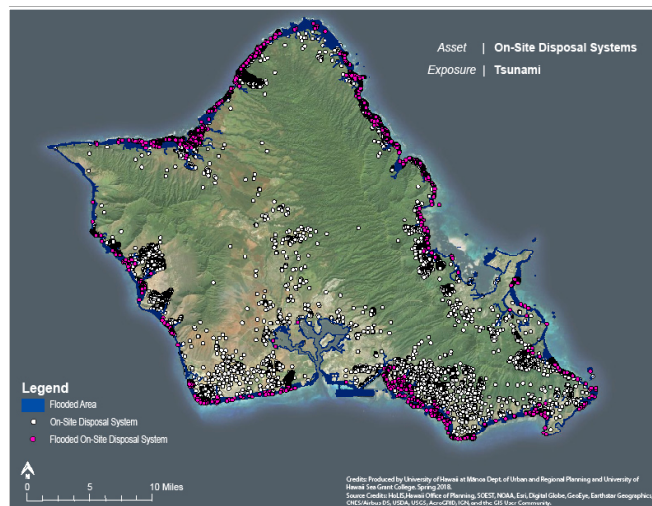 Asset | On-Site Disposal Systems
Exposure | Tsunami
Legend
Flooded Area
On-Site Disposal System
Flooded On-Site Disposal System
N
0 5 10 Miles
Credits: Produced by University of Hawaii at Mānoa Dept. of Urban and Regional Planning and University of
Hawaii Sea Grant College. Spring 2018.
Source Credits: HoLIS, Hawaii Office of Planning, SOEST, NOAA, Esri, Digital Globe, GeoEye, Earthstar Geographics,
CNES/Airbus DS, USDA, USGS, AeroGRID, IGN, and the GIS User Community.